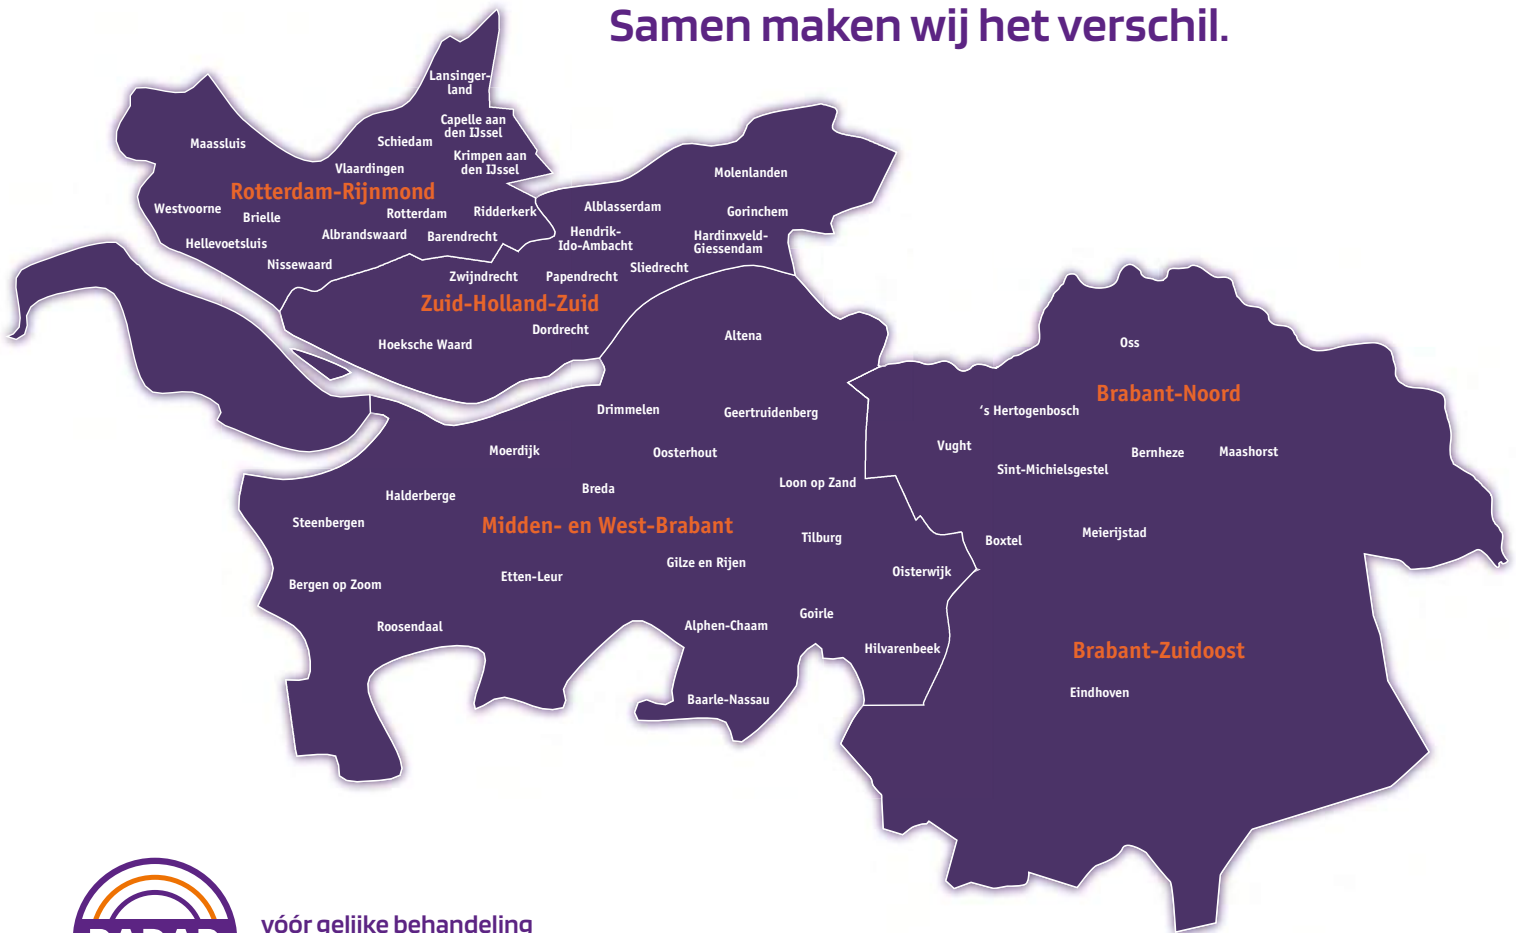 Samen maken wij het verschil.
Lansinger-
land
Capelle aan
den IJssel
Maassluis
Schiedam
Krimpen aan
den IJssel
Vlaardingen
Rotterdam-Rijnmond
Westvoorne
Brielle
Rotterdam
Ridderkerk
Hellevoetsluis
Albrandswaard
Barendrecht
Nissewaard
Molenlanden
Alblasserdam
Gorinchem
Hendrik-
Ido-Ambacht
Hardinxveld-
Giessendam
Sliedrecht
Zwijndrecht
Papendrecht
Zuid-Holland-Zuid
Dordrecht
Hoeksche Waard
Altena
Drimmelen
Geertruidenberg
Moerdijk
Oosterhout
Loon op Zand
Halderberge
Breda
Steenbergen
Midden- en West-Brabant
Tilburg
Gilze en Rijen
Etten-Leur
Oisterwijk
Bergen op Zoom
Goirle
Roosendaal
Alphen-Chaam
Hilvarenbeek
Baarle-Nassau
Oss
Brabant-Noord
‘s Hertogenbosch
Vught
Bernheze
Maashorst
Sint-Michielsgestel
Meierijstad
Boxtel
Brabant-Zuidoost
Eindhoven
RADAR
vóór gelijke behandeling